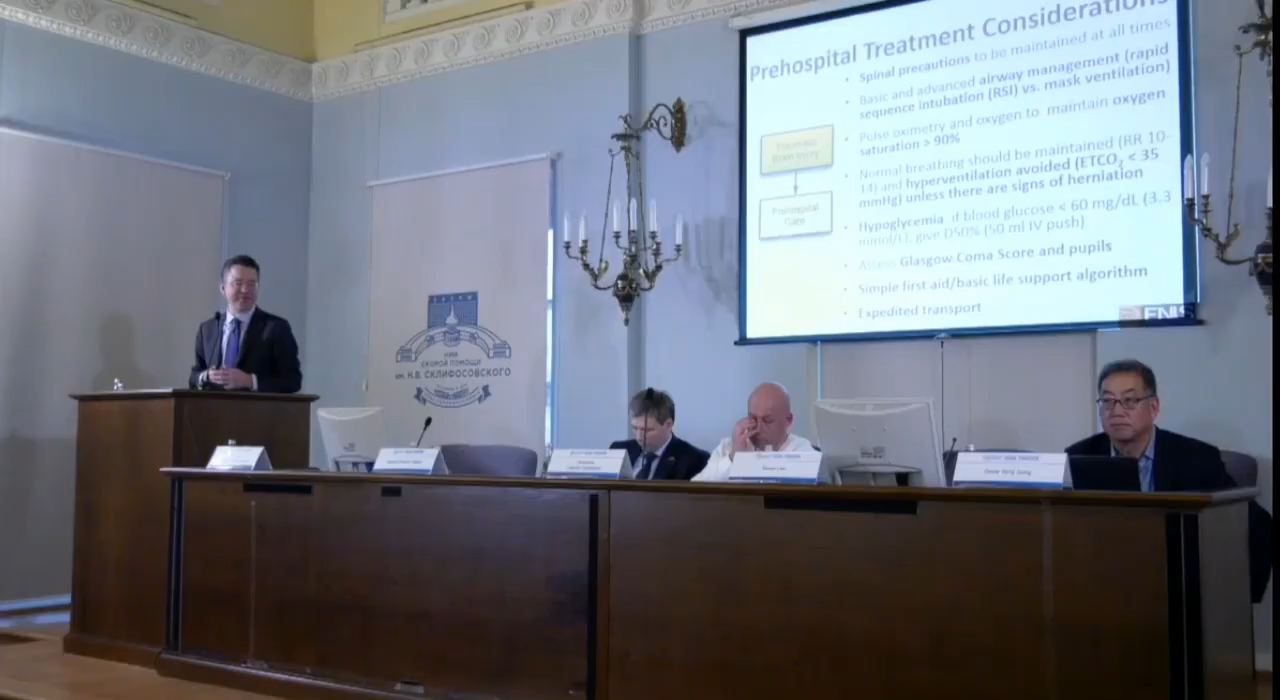 Prehospital Treatment Considerations
• Spinal precautions to be maintained at all times
• Basic and advanced airway management (rapid
sequence intubation (RSI) vs. mask ventilation)
• Pulse oximetry and oxygen to maintain oxygen
saturation > 90%
• Normal breathing should be maintained (RR 10-
14) and hyperventilation avoided (ETCO₂ < 35
mmHg) unless there are signs of herniation
• Hypoglycemia if blood glucose < 60 mg/dL (3.3
mmol/L), give D50% (50 ml IV push)
• Assess Glasgow Coma Score and pupils
• Simple first aid/basic life support algorithm
• Expedited transport
Traumatic
Brain Injury
Prehospital
Care
НИИ
СКОРОЙ ПОМОЩИ
им. Н.В. СКЛИФОСОВСКОГО